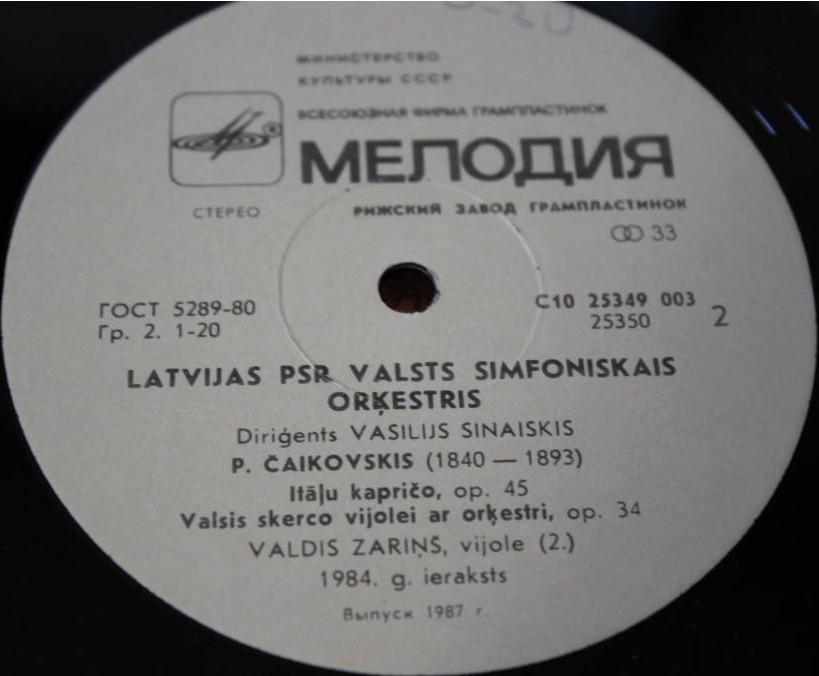 МИНИСТЕРСТВО
КУЛЬТУРЫ СССР
ВСЕСОЮЗНАЯ ФИРМА ГРАМПЛАСТИНОК
МЕЛОДИЯ
СТЕРЕО
РИЖСКИЙ ЗАВОД ГРАМПЛАСТИНОК
33
ГОСТ 5289-80
Гр. 2. 1-20
С10 25349 003
25350
2
LATVIJAS PSR VALSTS SIMFONISKAIS
ORĶESTRIS
Diriģents VASILIJS SINAISKIS
P. ČAIKOVSKIS (1840 — 1893)
Itāļu kapričo, op. 45
Valsis skerco vijolei ar orķestri, op. 34
VALDIS ZARIŅŠ, vijole (2.)
1984. g. ieraksts
Выпуск 1987 г.